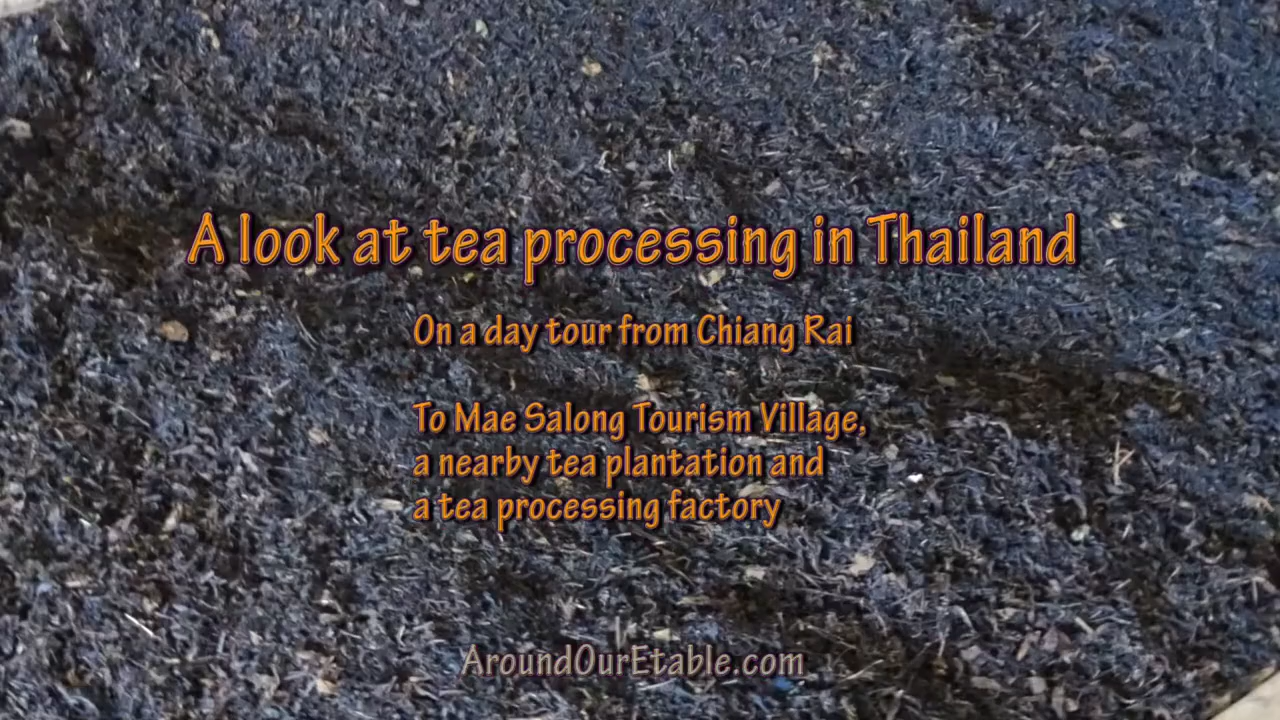 A look at tea processing in Thailand
On a day tour from Chiang Rai
To Mae Salong Tourism Village,
a nearby tea plantation and
a tea processing factory
AroundOurEtable.com